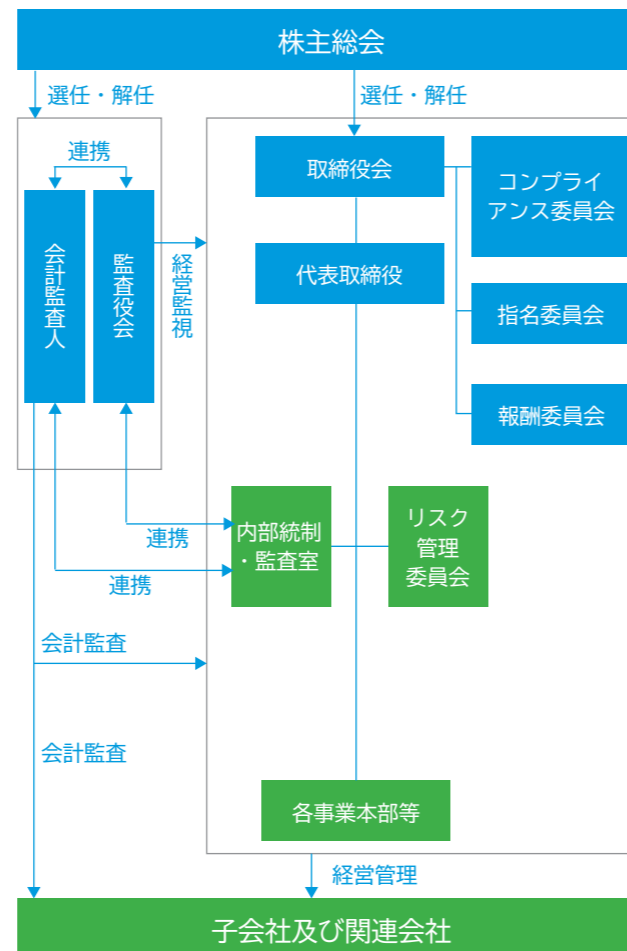 株主総会
選任・解任
選任・解任
連携
会計監査人
監査役会
経営監視
取締役会
コンプライ
アンス委員会
代表取締役
指名委員会
報酬委員会
内部統制
・監査室
リスク
管理
委員会
連携
連携
会計監査
会計監査
各事業本部等
経営管理
子会社及び関連会社